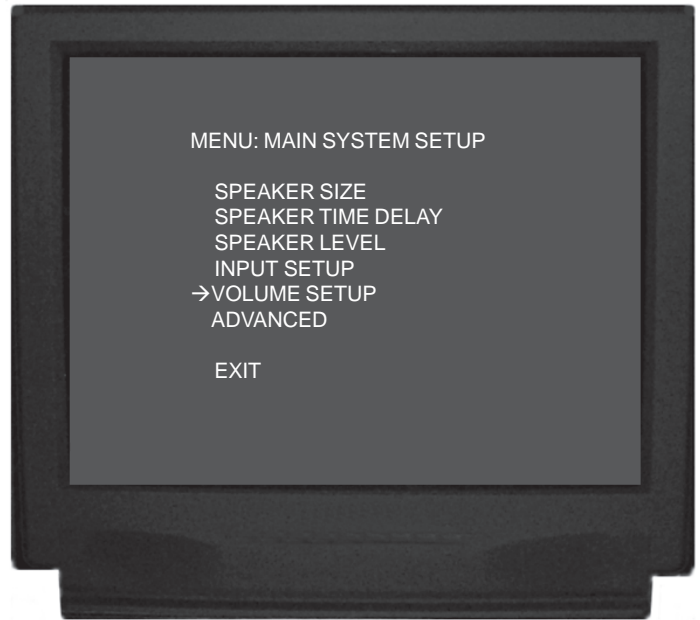 MENU: MAIN SYSTEM SETUP
SPEAKER SIZE
SPEAKER TIME DELAY
SPEAKER LEVEL
INPUT SETUP
→VOLUME SETUP
ADVANCED
EXIT